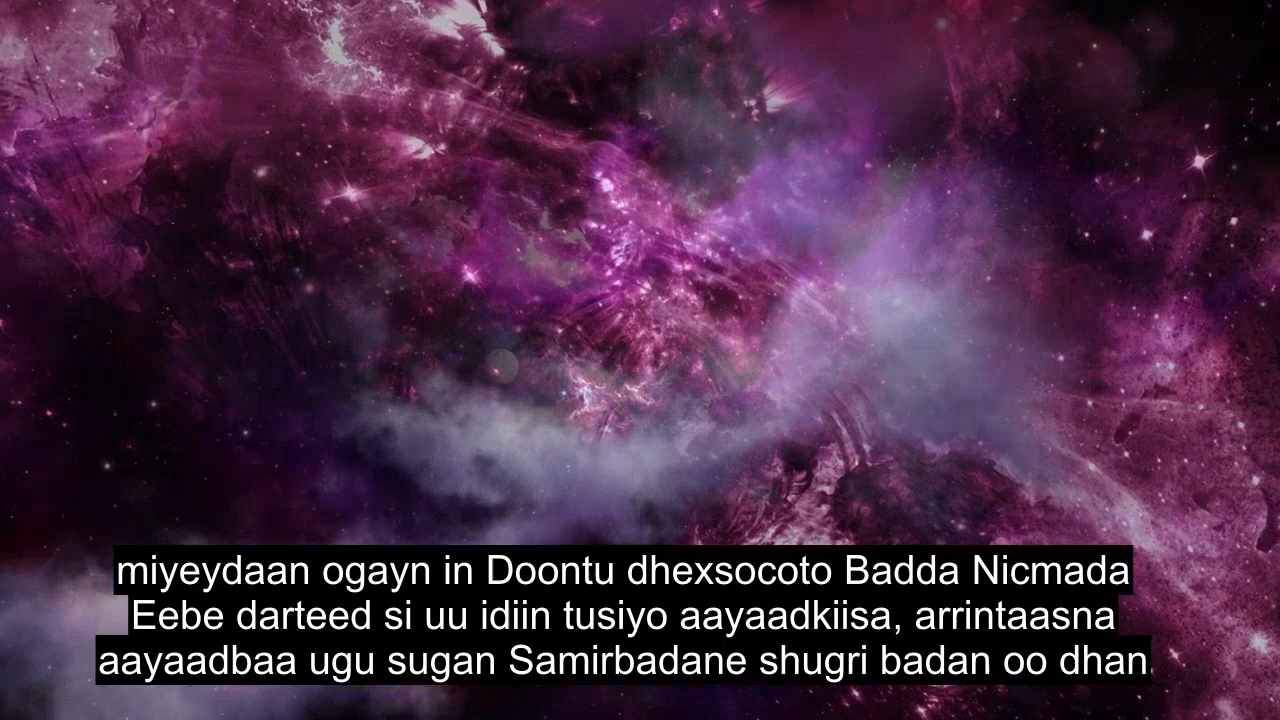 miyeydaan ogayn in Doontu dhexsocoto Badda Nicmada
Eebe darteed si uu idiin tusiyo aayaadkiisa, arrintaasna
aayaadbaa ugu sugan Samirbadane shugri badan oo dhan.